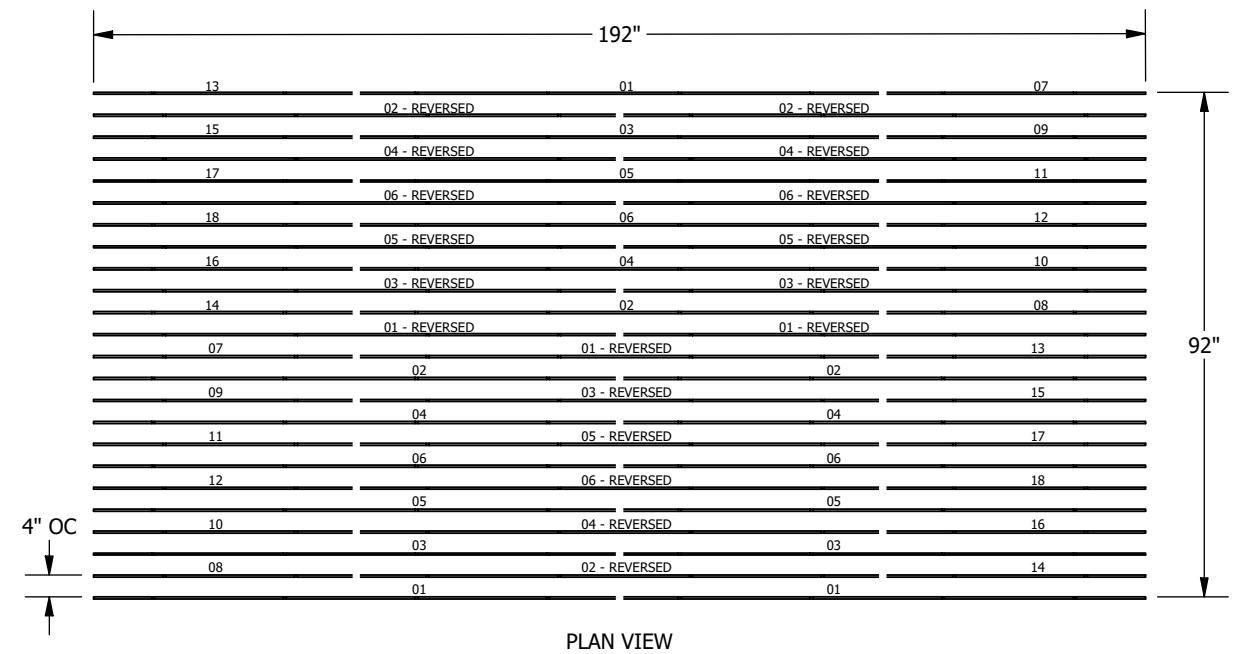 192"
13 01 07
02 - REVERSED 02 - REVERSED
15 03 09
04 - REVERSED 04 - REVERSED
17 05 11
06 - REVERSED 06 - REVERSED
18 06 12
05 - REVERSED 05 - REVERSED
16 04 10
03 - REVERSED 03 - REVERSED
14 02 08
01 - REVERSED 01 - REVERSED
07 01 - REVERSED 13
92"
02 02
09 03 - REVERSED 15
04 04
11 05 - REVERSED 17
06 06
12 06 - REVERSED 18
05 05
4" OC
10 04 - REVERSED 16
03 03
08 02 - REVERSED 14
01 01
PLAN VIEW